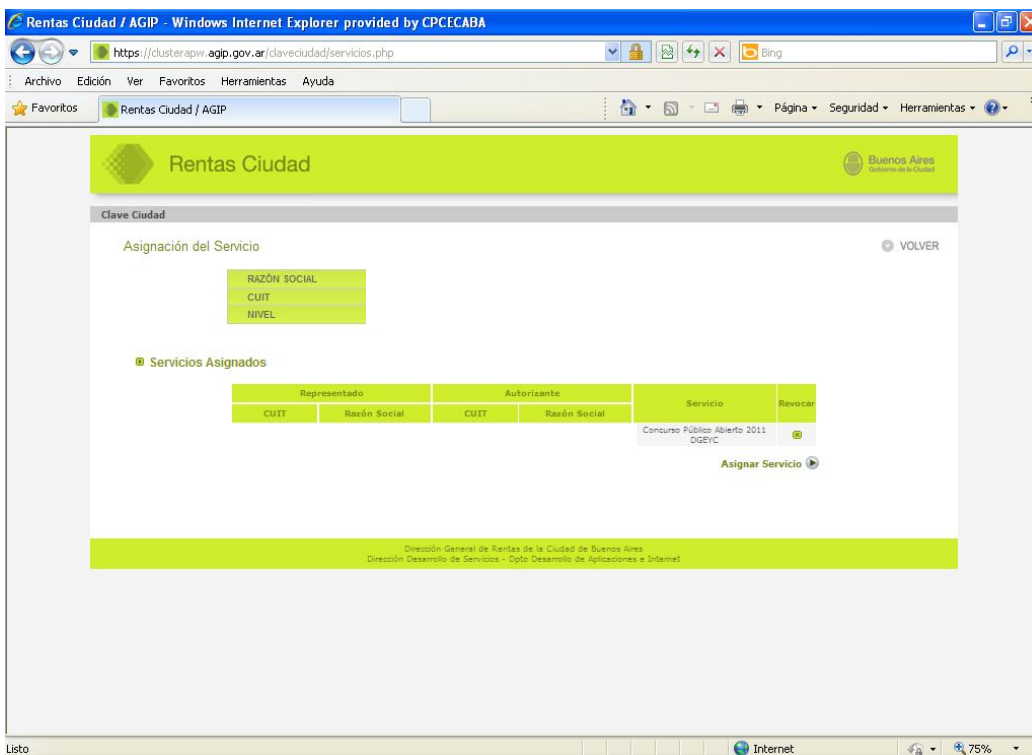 Rentas Ciudad / AGIP - Windows Internet Explorer provided by CPCECABA
https://clusterapw.agip.gov.ar/claveciudad/servicios.php
Bing
Archivo Edición Ver Favoritos Herramientas Ayuda
Favoritos Rentas Ciudad / AGIP Página Seguridad Herramientas
Rentas Ciudad
Buenos Aires
Gobierno de la Ciudad
Clave Ciudad
Asignación del Servicio
VOLVER
RAZÓN SOCIAL
CUIT
NIVEL
Servicios Asignados
Representado Autorizante Servicio Revocar
CUIT Razón Social CUIT Razón Social
Concurso Público Abierto 2011
DGEYC
Asignar Servicio
Dirección General de Rentas de la Ciudad de Buenos Aires
Dirección Desarrollo de Servicios - Dpto Desarrollo de Aplicaciones e Internet
Listo Internet 75%